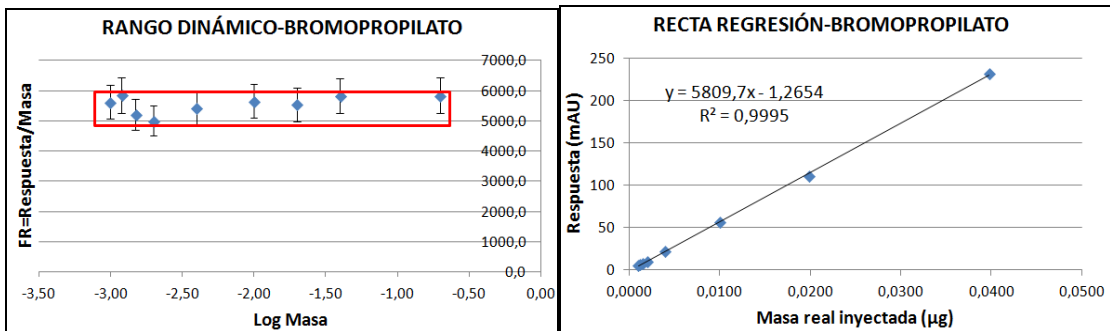 RANGO DINÁMICO-BROMOPROPILATO
FR=Respuesta/Masa
7000,0
6000,0
5000,0
4000,0
3000,0
2000,0
1000,0
0,0
-3,50 -3,00 -2,50 -2,00 -1,50 -1,00 -0,50 0,00
Log Masa
RECTA REGRESIÓN-BROMOPROPILATO
Respuesta (mAU)
250
200
150
100
50
0
y = 5809,7x - 1,2654
R² = 0,9995
0,0000 0,0100 0,0200 0,0300 0,0400 0,0500
Masa real inyectada (µg)